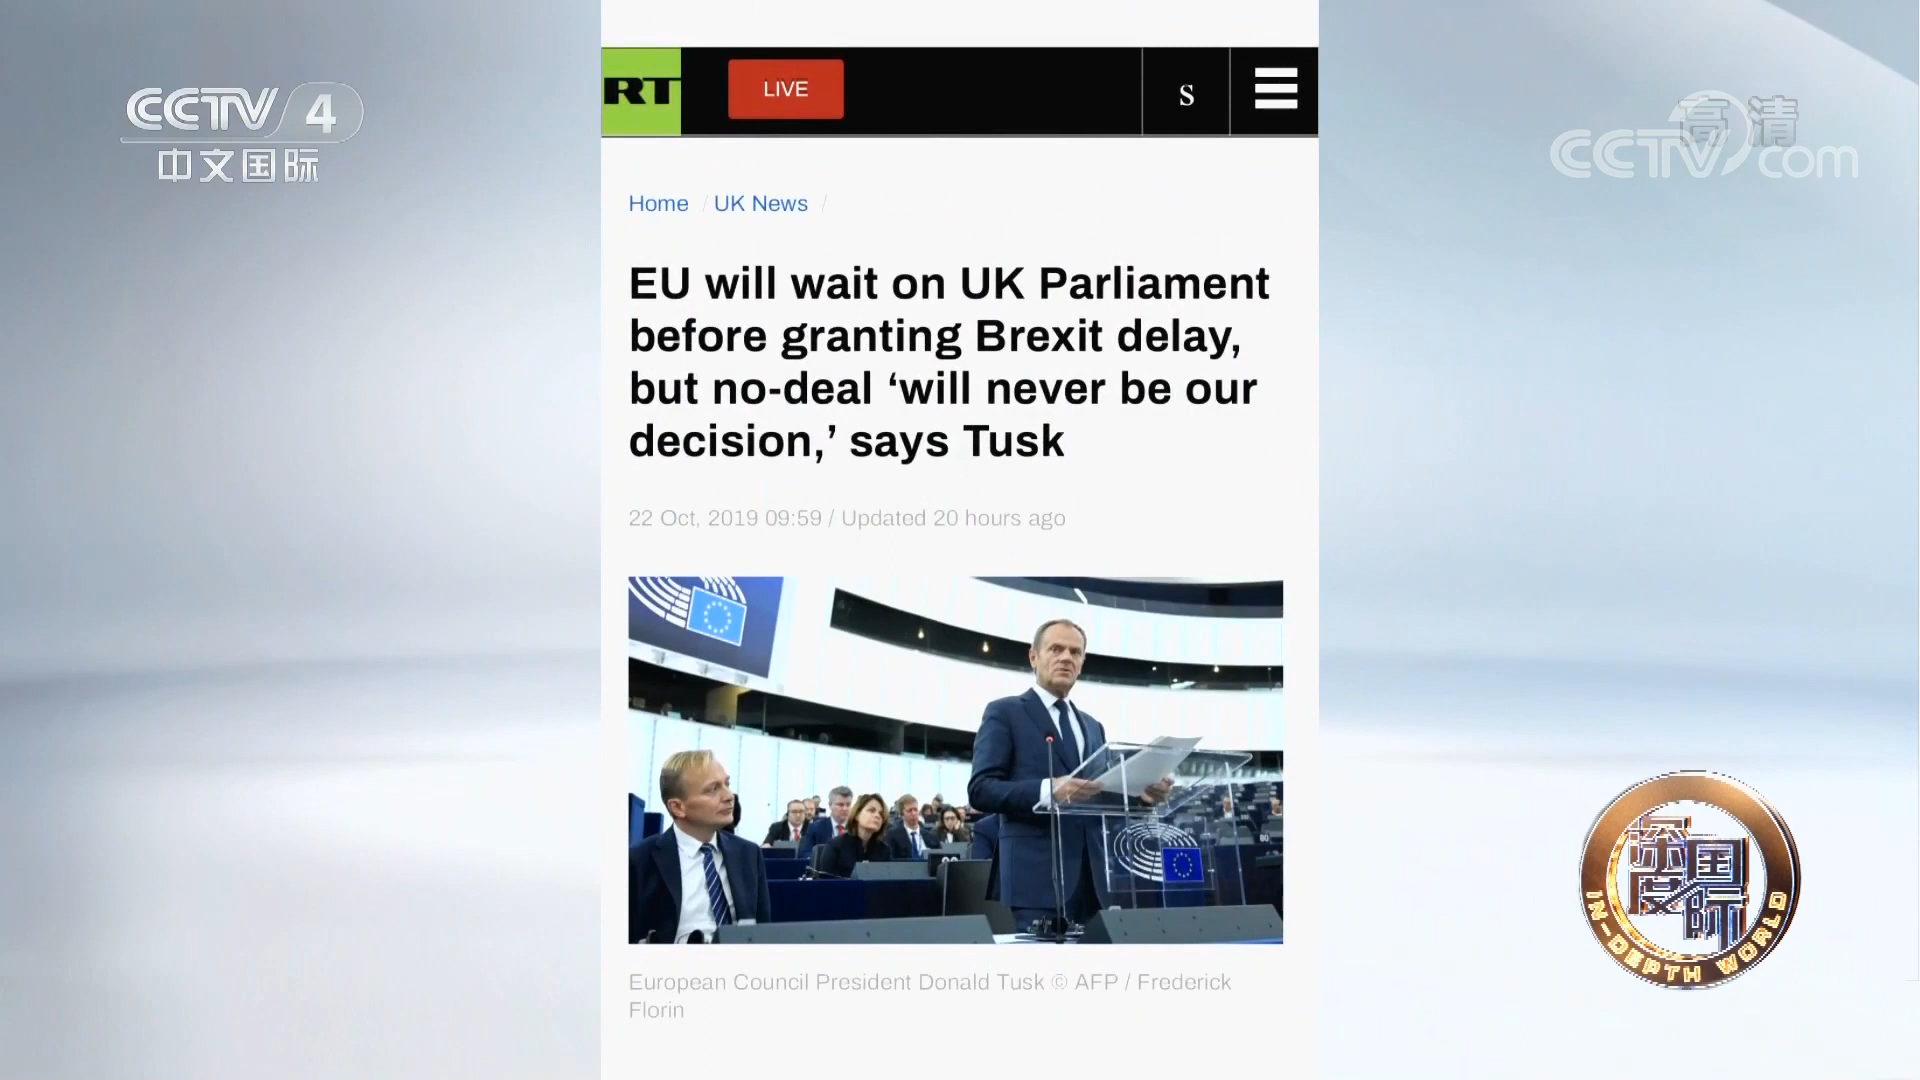 CCTV 4
中文国际
高清
CCTV.com
RT
LIVE
S
Home / UK News /
EU will wait on UK Parliament
before granting Brexit delay,
but no-deal ‘will never be our
decision,’ says Tusk
22 Oct, 2019 09:59 / Updated 20 hours ago
European Council President Donald Tusk © AFP / Frederick
Florin
深度国际
IN-DEPTH WORLD